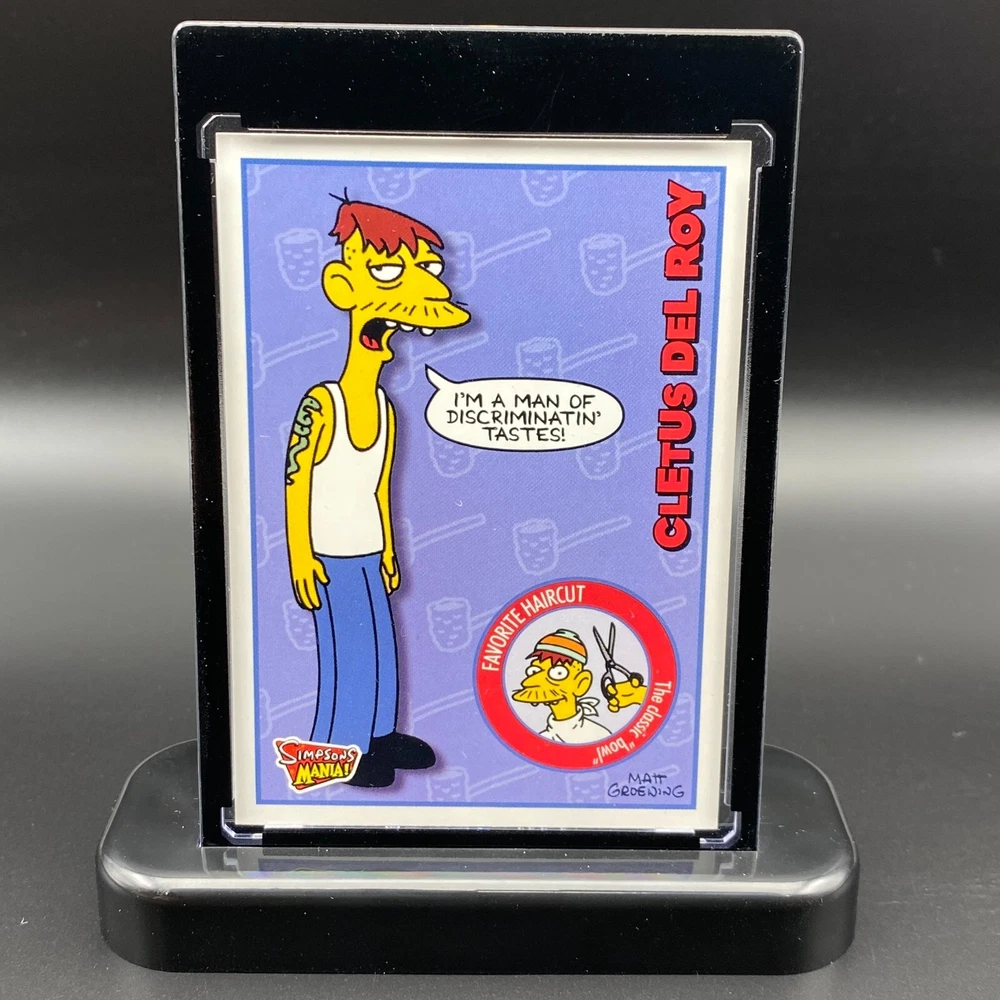 CLETUS DEL ROY
I'M A MAN OF
DISCRIMINATIN'
TASTES!
FAVORITE HAIRCUT
The classic "bowl"
SIMPSONS
MANIA!
MATT
GROENING